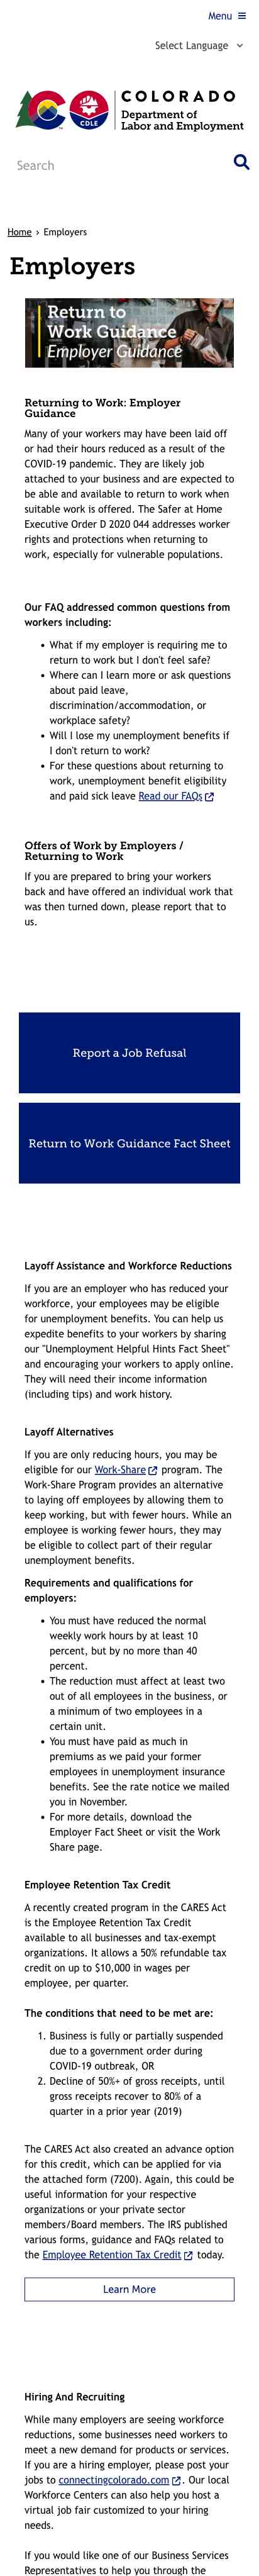 Menu
Select Language
COLORADO
Department of
Labor and Employment
CDLE
Search
Home › Employers
Employers
Return to
Work Guidance
Employer Guidance
Returning to Work: Employer
Guidance
Many of your workers may have been laid off
or had their hours reduced as a result of the
COVID-19 pandemic. They are likely job
attached to your business and are expected to
be able and available to return to work when
suitable work is offered. The Safer at Home
Executive Order D 2020 044 addresses worker
rights and protections when returning to
work, especially for vulnerable populations.
Our FAQ addressed common questions from
workers including:
• What if my employer is requiring me to
return to work but I don't feel safe?
• Where can I learn more or ask questions
about paid leave,
discrimination/accommodation, or
workplace safety?
• Will I lose my unemployment benefits if
I don't return to work?
• For these questions about returning to
work, unemployment benefit eligibility
and paid sick leave Read our FAQs
Offers of Work by Employers /
Returning to Work
If you are prepared to bring your workers
back and have offered an individual work that
was then turned down, please report that to
us.
Report a Job Refusal
Return to Work Guidance Fact Sheet
Layoff Assistance and Workforce Reductions
If you are an employer who has reduced your
workforce, your employees may be eligible
for unemployment benefits. You can help us
expedite benefits to your workers by sharing
our "Unemployment Helpful Hints Fact Sheet"
and encouraging your workers to apply online.
They will need their income information
(including tips) and work history.
Layoff Alternatives
If you are only reducing hours, you may be
eligible for our Work-Share program. The
Work-Share Program provides an alternative
to laying off employees by allowing them to
keep working, but with fewer hours. While an
employee is working fewer hours, they may
be eligible to collect part of their regular
unemployment benefits.
Requirements and qualifications for
employers:
• You must have reduced the normal
weekly work hours by at least 10
percent, but by no more than 40
percent.
• The reduction must affect at least two
out of all employees in the business, or
a minimum of two employees in a
certain unit.
• You must have paid as much in
premiums as we paid your former
employees in unemployment insurance
benefits. See the rate notice we mailed
you in November.
• For more details, download the
Employer Fact Sheet or visit the Work
Share page.
Employee Retention Tax Credit
A recently created program in the CARES Act
is the Employee Retention Tax Credit
available to all businesses and tax-exempt
organizations. It allows a 50% refundable tax
credit on up to $10,000 in wages per
employee, per quarter.
The conditions that need to be met are:
1. Business is fully or partially suspended
due to a government order during
COVID-19 outbreak, OR
2. Decline of 50%+ of gross receipts, until
gross receipts recover to 80% of a
quarter in a prior year (2019)
The CARES Act also created an advance option
for this credit, which can be applied for via
the attached form (7200). Again, this could be
useful information for your respective
organizations or your private sector
members/Board members. The IRS published
various forms, guidance and FAQs related to
the Employee Retention Tax Credit today.
Learn More
Hiring And Recruiting
While many employers are seeing workforce
reductions, some businesses need workers to
meet a new demand for products or services.
If you are a hiring employer, please post your
jobs to connectingcolorado.com. Our local
Workforce Centers can also help you host a
virtual job fair customized to your hiring
needs.
If you would like one of our Business Services
Representatives to help you through the